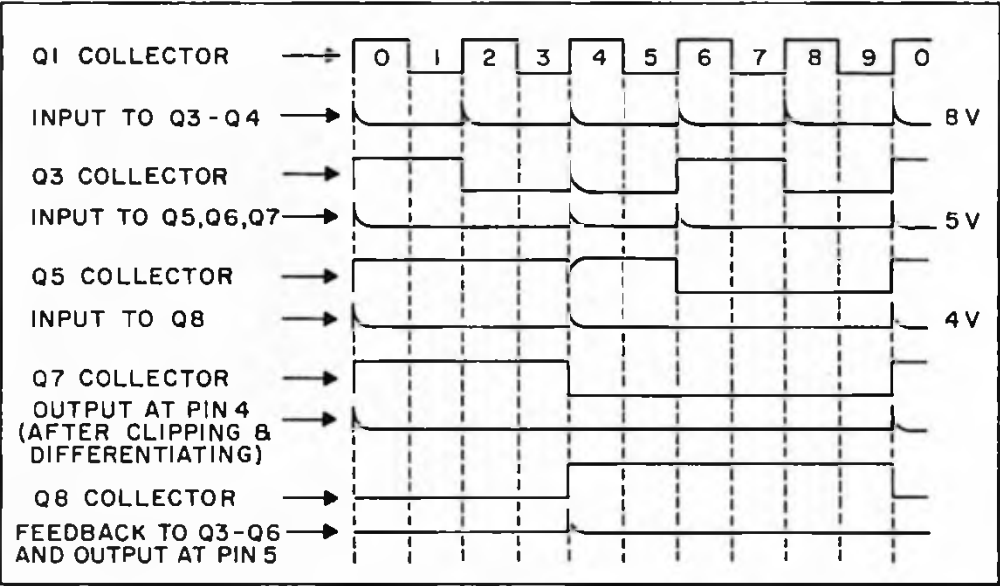 Q1 COLLECTOR
0 1 2 3 4 5 6 7 8 9 0
INPUT TO Q3-Q4
8 V
Q3 COLLECTOR
INPUT TO Q5,Q6,Q7
5 V
Q5 COLLECTOR
INPUT TO Q8
4 V
Q7 COLLECTOR
OUTPUT AT PIN 4
(AFTER CLIPPING &
DIFFERENTIATING)
Q8 COLLECTOR
FEEDBACK TO Q3-Q6
AND OUTPUT AT PIN 5